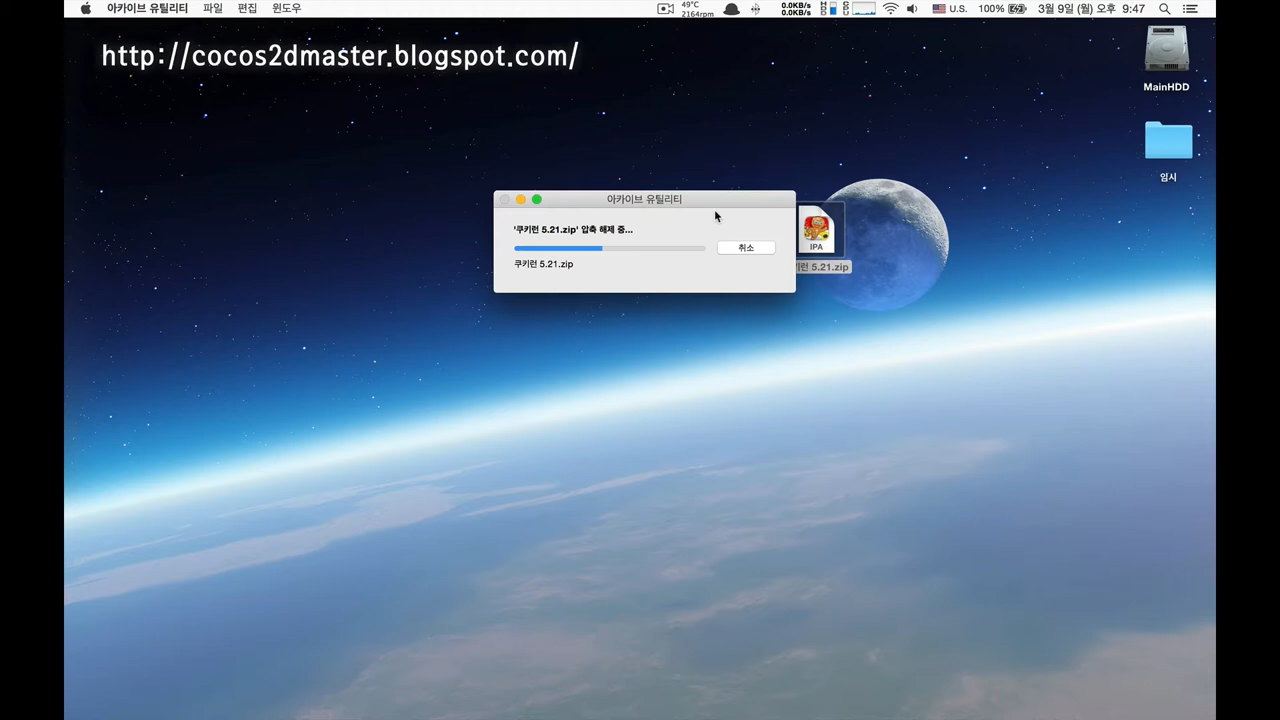 아카이브 유틸리티 파일 편집 윈도우 49°C 2164rpm 0.0KB/s 0.0KB/s U.S. 100% 3월 9일 (월) 오후 9:47
http://cocos2dmaster.blogspot.com/
MainHDD
임시
아카이브 유틸리티
'쿠키런 5.21.zip' 압축 해제 중...
취소
쿠키런 5.21.zip
IPA
키런 5.21.zip